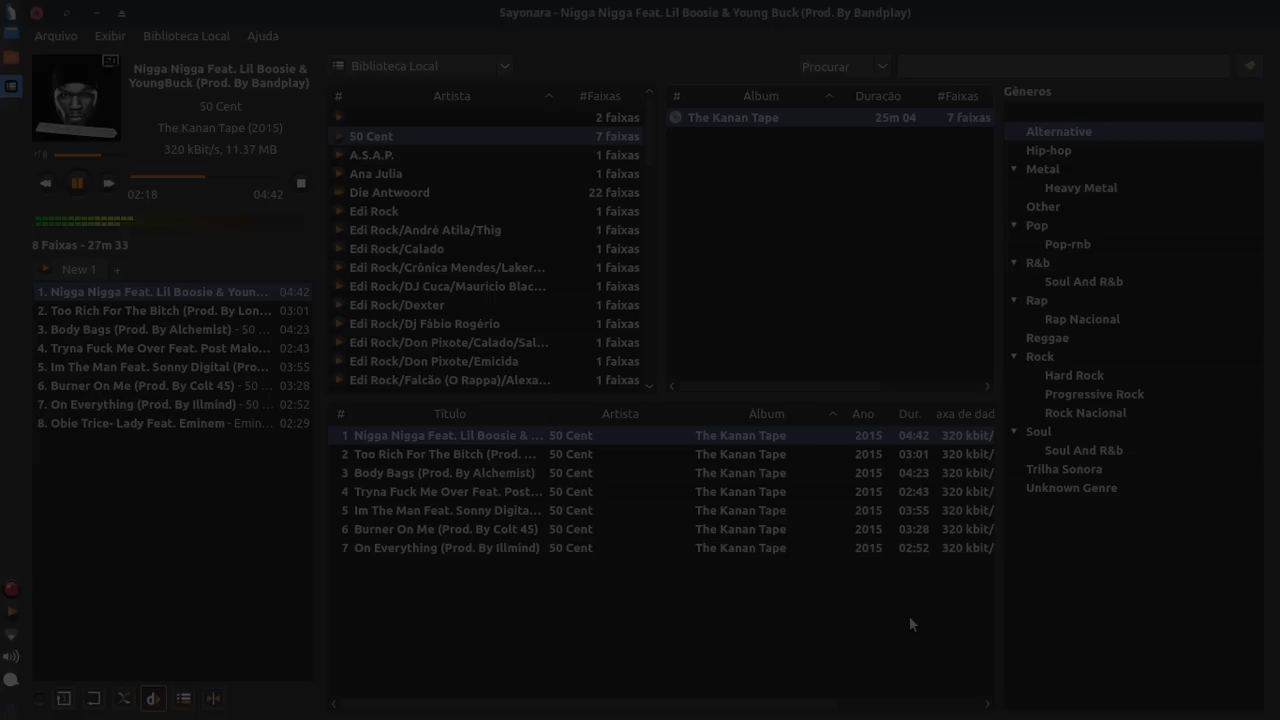 Sayonara - Nigga Nigga Feat. Lil Boosie & Young Buck (Prod. By Bandplay)
Arquivo Exibir Biblioteca Local Ajuda
Nigga Nigga Feat. Lil Boosie &
YoungBuck (Prod. By Bandplay)
50 Cent
The Kanan Tape (2015)
320 kBit/s, 11.37 MB
02:18 04:42
8 Faixas - 27m 33
New 1 +
1. Nigga Nigga Feat. Lil Boosie & Youn... 04:42
2. Too Rich For The Bitch (Prod. By Lon... 03:01
3. Body Bags (Prod. By Alchemist) - 50 ... 04:23
4. Tryna Fuck Me Over Feat. Post Malo... 02:43
5. Im The Man Feat. Sonny Digital (Pro... 03:55
6. Burner On Me (Prod. By Colt 45) - 50 ... 03:28
7. On Everything (Prod. By Illmind) - 50 ... 02:52
8. Obie Trice- Lady Feat. Eminem - Emin... 02:29
Biblioteca Local
Procurar
# Artista #Faixas
2 faixas
50 Cent 7 faixas
A.S.A.P. 1 faixas
Ana Julia 1 faixas
Die Antwoord 22 faixas
Edi Rock 1 faixas
Edi Rock/André Atila/Thig 1 faixas
Edi Rock/Calado 1 faixas
Edi Rock/Crônica Mendes/Laker... 1 faixas
Edi Rock/DJ Cuca/Mauricio Blac... 1 faixas
Edi Rock/Dexter 1 faixas
Edi Rock/Dj Fábio Rogério 1 faixas
Edi Rock/Don Pixote/Calado/Sal... 1 faixas
Edi Rock/Don Pixote/Emicida 1 faixas
Edi Rock/Falcão (O Rappa)/Alexa... 1 faixas
# Álbum Duração #Faixas
The Kanan Tape 25m 04 7 faixas
# Título Artista Álbum Ano Dur. axa de dad
1 Nigga Nigga Feat. Lil Boosie & ... 50 Cent The Kanan Tape 2015 04:42 320 kbit/
2 Too Rich For The Bitch (Prod. ... 50 Cent The Kanan Tape 2015 03:01 320 kbit/
3 Body Bags (Prod. By Alchemist) 50 Cent The Kanan Tape 2015 04:23 320 kbit/
4 Tryna Fuck Me Over Feat. Post... 50 Cent The Kanan Tape 2015 02:43 320 kbit/
5 Im The Man Feat. Sonny Digita... 50 Cent The Kanan Tape 2015 03:55 320 kbit/
6 Burner On Me (Prod. By Colt 45) 50 Cent The Kanan Tape 2015 03:28 320 kbit/
7 On Everything (Prod. By Illmind) 50 Cent The Kanan Tape 2015 02:52 320 kbit/
Gêneros
Alternative
Hip-hop
Metal
Heavy Metal
Other
Pop
Pop-rnb
R&b
Soul And R&b
Rap
Rap Nacional
Reggae
Rock
Hard Rock
Progressive Rock
Rock Nacional
Soul
Soul And R&b
Trilha Sonora
Unknown Genre